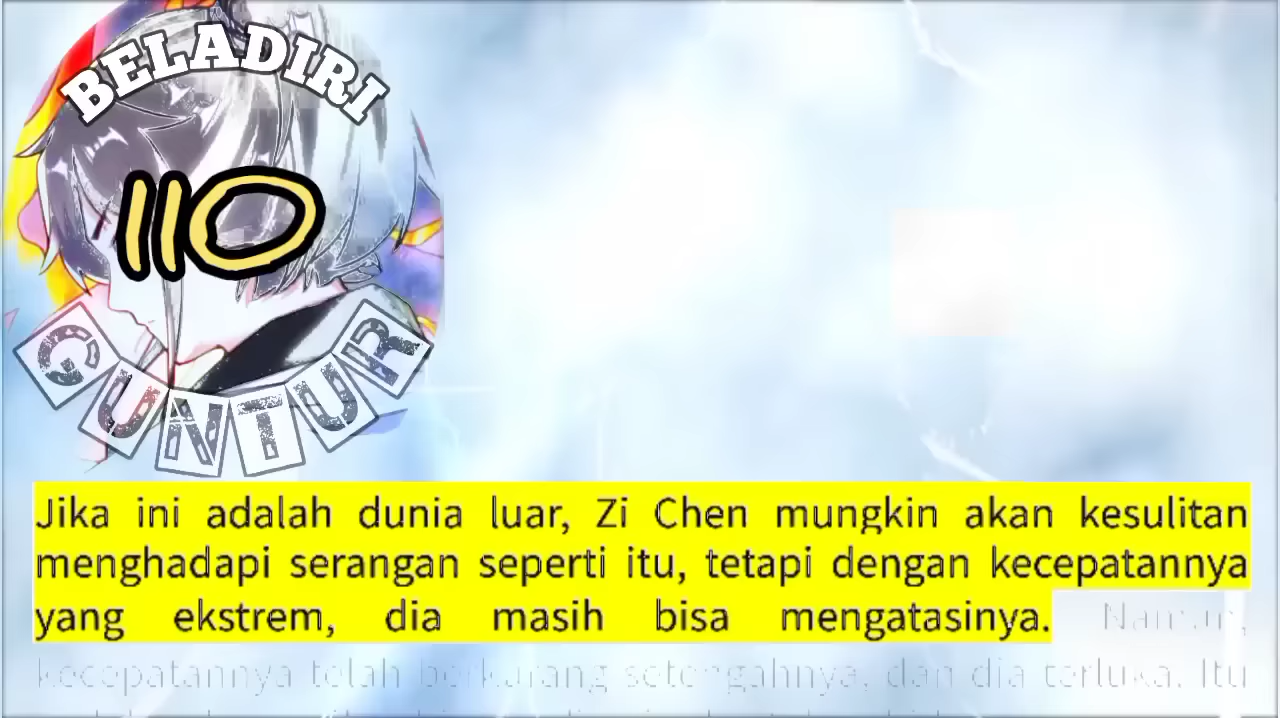 BELADIRI
110
GUNTUR
Jika ini adalah dunia luar, Zi Chen mungkin akan kesulitan
menghadapi serangan seperti itu, tetapi dengan kecepatannya
yang ekstrem, dia masih bisa mengatasinya. Namun,
kecepatannya telah berkurang setengahnya, dan dia terluka. Itu